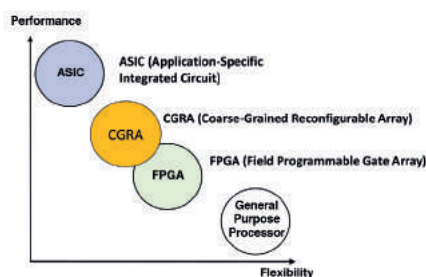 Performance
ASIC
ASIC (Application-Specific
Integrated Circuit)
CGRA
CGRA (Coarse-Grained Reconfigurable Array)
FPGA
FPGA (Field Programmable Gate Array)
General
Purpose
Processor
Flexibility